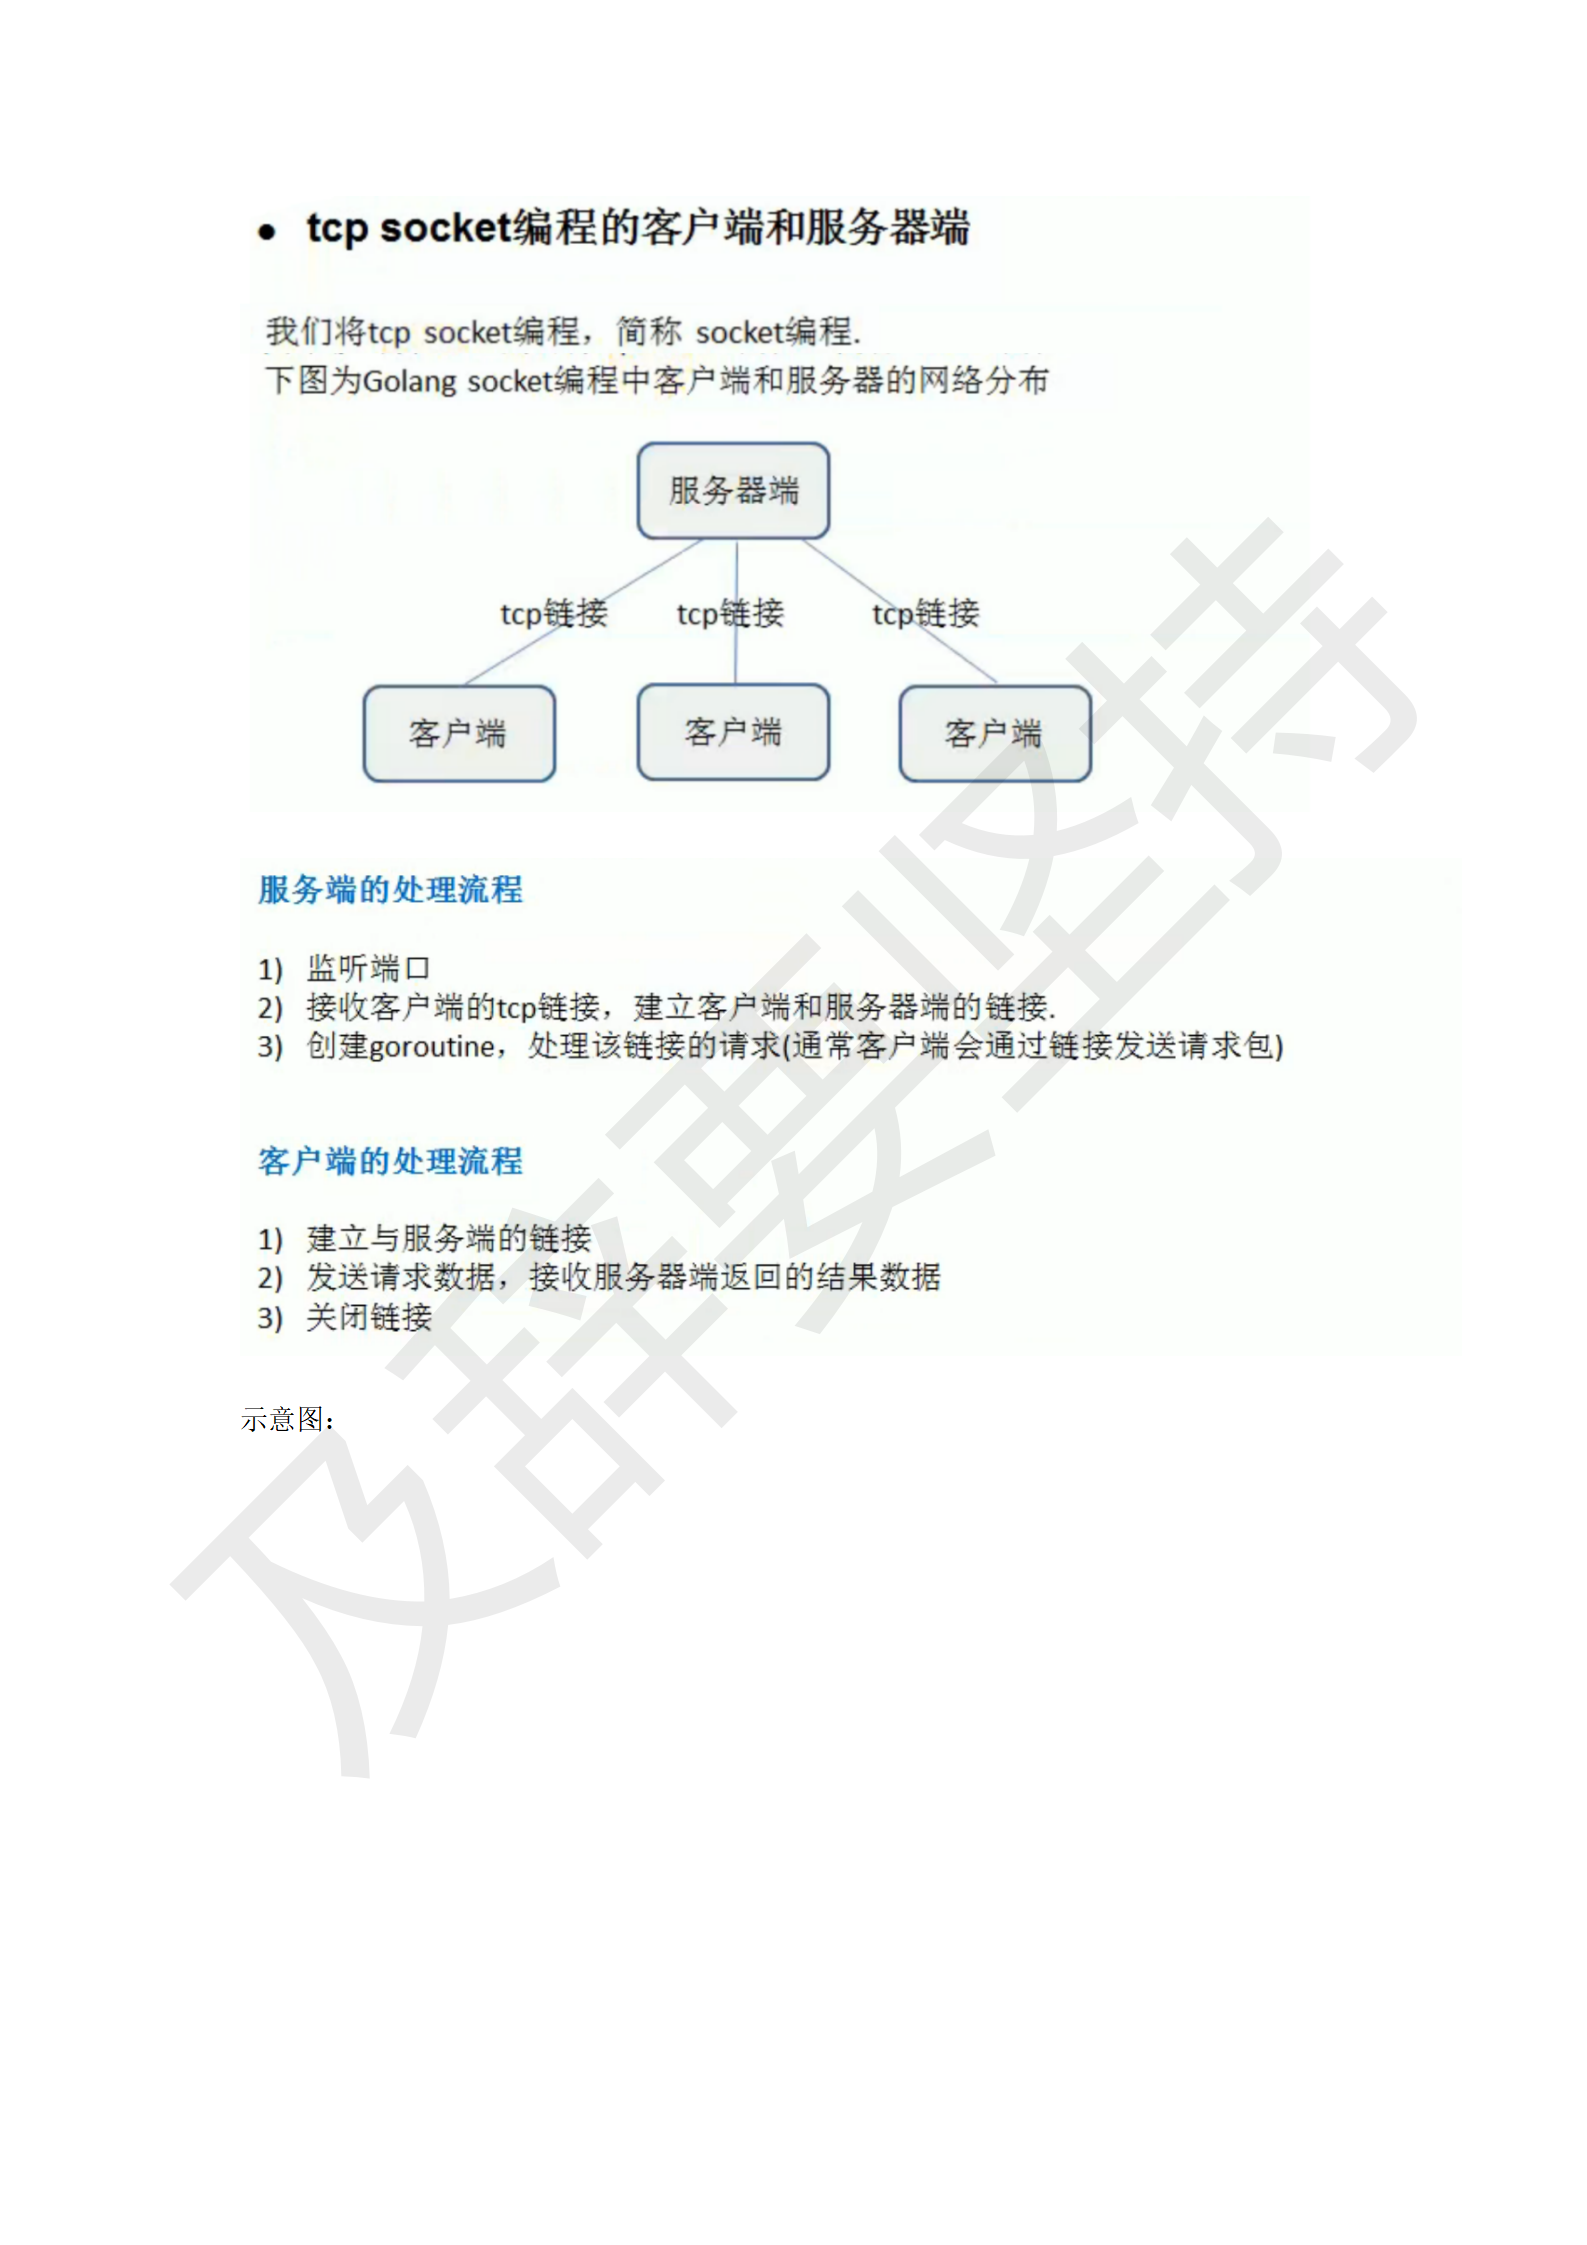 ● tcp socket编程的客户端和服务器端
我们将tcp socket编程，简称 socket编程.
下图为Golang socket编程中客户端和服务器的网络分布
服务器端
tcp链接 tcp链接 tcp链接
客户端 客户端 客户端
服务端的处理流程
1) 监听端口
2) 接收客户端的tcp链接，建立客户端和服务器端的链接.
3) 创建goroutine，处理该链接的请求(通常客户端会通过链接发送请求包)
客户端的处理流程
1) 建立与服务端的链接
2) 发送请求数据，接收服务器端返回的结果数据
3) 关闭链接
示意图：
及辞要坚持